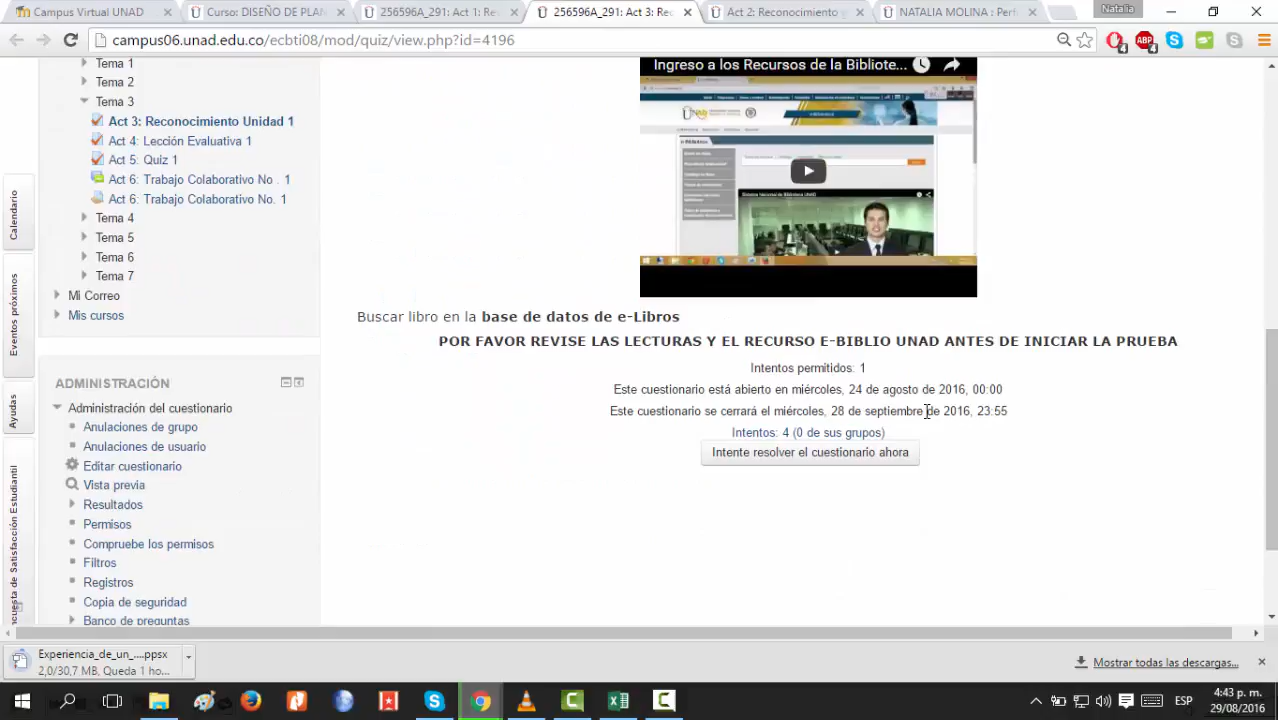 Campus Virtual UNAD
Curso: DISEÑO DE PLAN
256596A_291: Act 1: Rec
256596A_291: Act 3: Rec
Act 2: Reconocimiento y
NATALIA MOLINA : Perf
Natalia
campus06.unad.edu.co/ecbti08/mod/quiz/view.php?id=4196
Tema 1
Tema 2
Tema 3
Act 3: Reconomiento Unidad 1
Act 4: Lección Evaluativa 1
Act 5: Quiz 1
Act 6: Trabajo Colaborativo No 1
Act 6: Trabajo Colaborativo No 1
Tema 4
Tema 5
Tema 6
Tema 7
Mi Correo
Mis cursos
Eventos próximos
Ayudas
ncuesta de Satisfacción Estudiantil
ADMINISTRACIÓN
Administración del cuestionario
Anulaciones de grupo
Anulaciones de usuario
Editar cuestionario
Vista previa
Resultados
Permisos
Compruebe los permisos
Filtros
Registros
Copia de seguridad
Banco de preguntas
Ingreso a los Recursos de la Bibliote...
Sistema Nacional de Biblioteca UNAD
Buscar libro en la base de datos de e-Libros
POR FAVOR REVISE LAS LECTURAS Y EL RECURSO E-BIBLIO UNAD ANTES DE INICIAR LA PRUEBA
Intentos permitidos: 1
Este cuestionario está abierto en miércoles, 24 de agosto de 2016, 00:00
Este cuestionario se cerrará el miércoles, 28 de septiembre de 2016, 23:55
Intentos: 4 (0 de sus grupos)
Intente resolver el cuestionario ahora
Experiencia_de_un_....ppsx
2,0/30,7 MB, Queda 1 ho...
Mostrar todas las descargas...
ESP
4:43 p. m.
29/08/2016